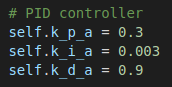 # PID controller
self.k_p_a = 0.3
self.k_i_a = 0.003
self.k_d_a = 0.9